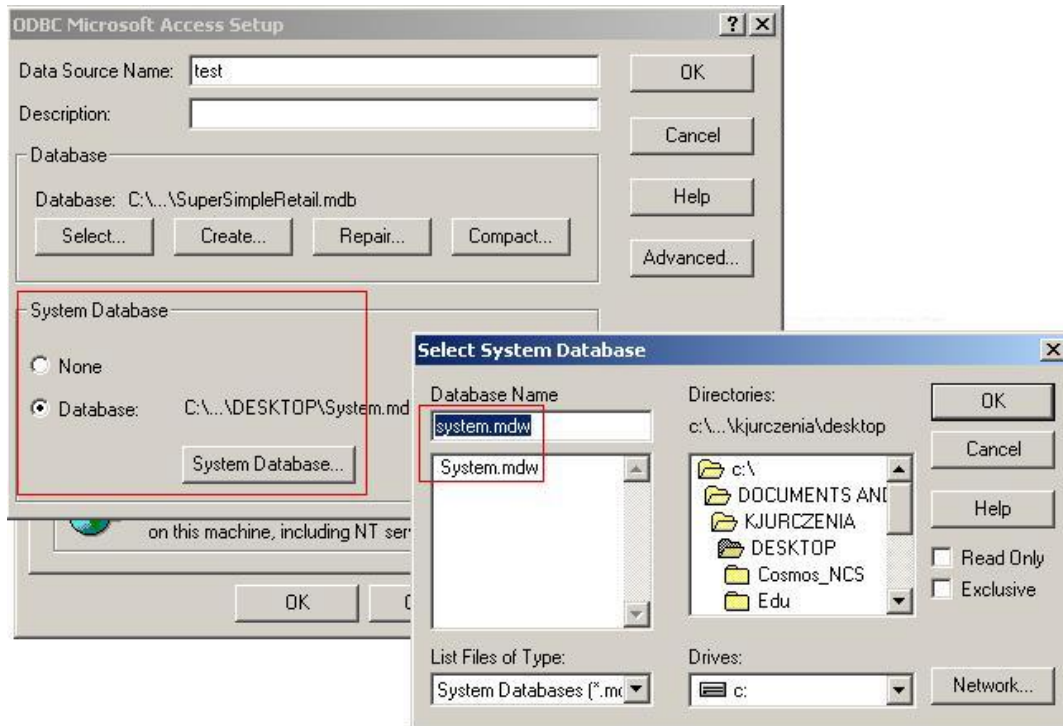 ODBC Microsoft Access Setup
Data Source Name: test
OK
Description:
Cancel
Database
Database: C:\...\SuperSimpleRetail.mdb
Help
Select... Create... Repair... Compact...
Advanced...
System Database
None
Database: C:\...\DESKTOP\System.md
System Database...
on this machine, including NT ser
OK
Select System Database
Database Name
system.mdw
System.mdw
List Files of Type:
System Databases (*.m
Directories:
c:\...\kjurczenia\desktop
c:\
DOCUMENTS AND
KJURCZENIA
DESKTOP
Cosmos_NCS
Edu
Drives:
c:
OK
Cancel
Help
Read Only
Exclusive
Network...